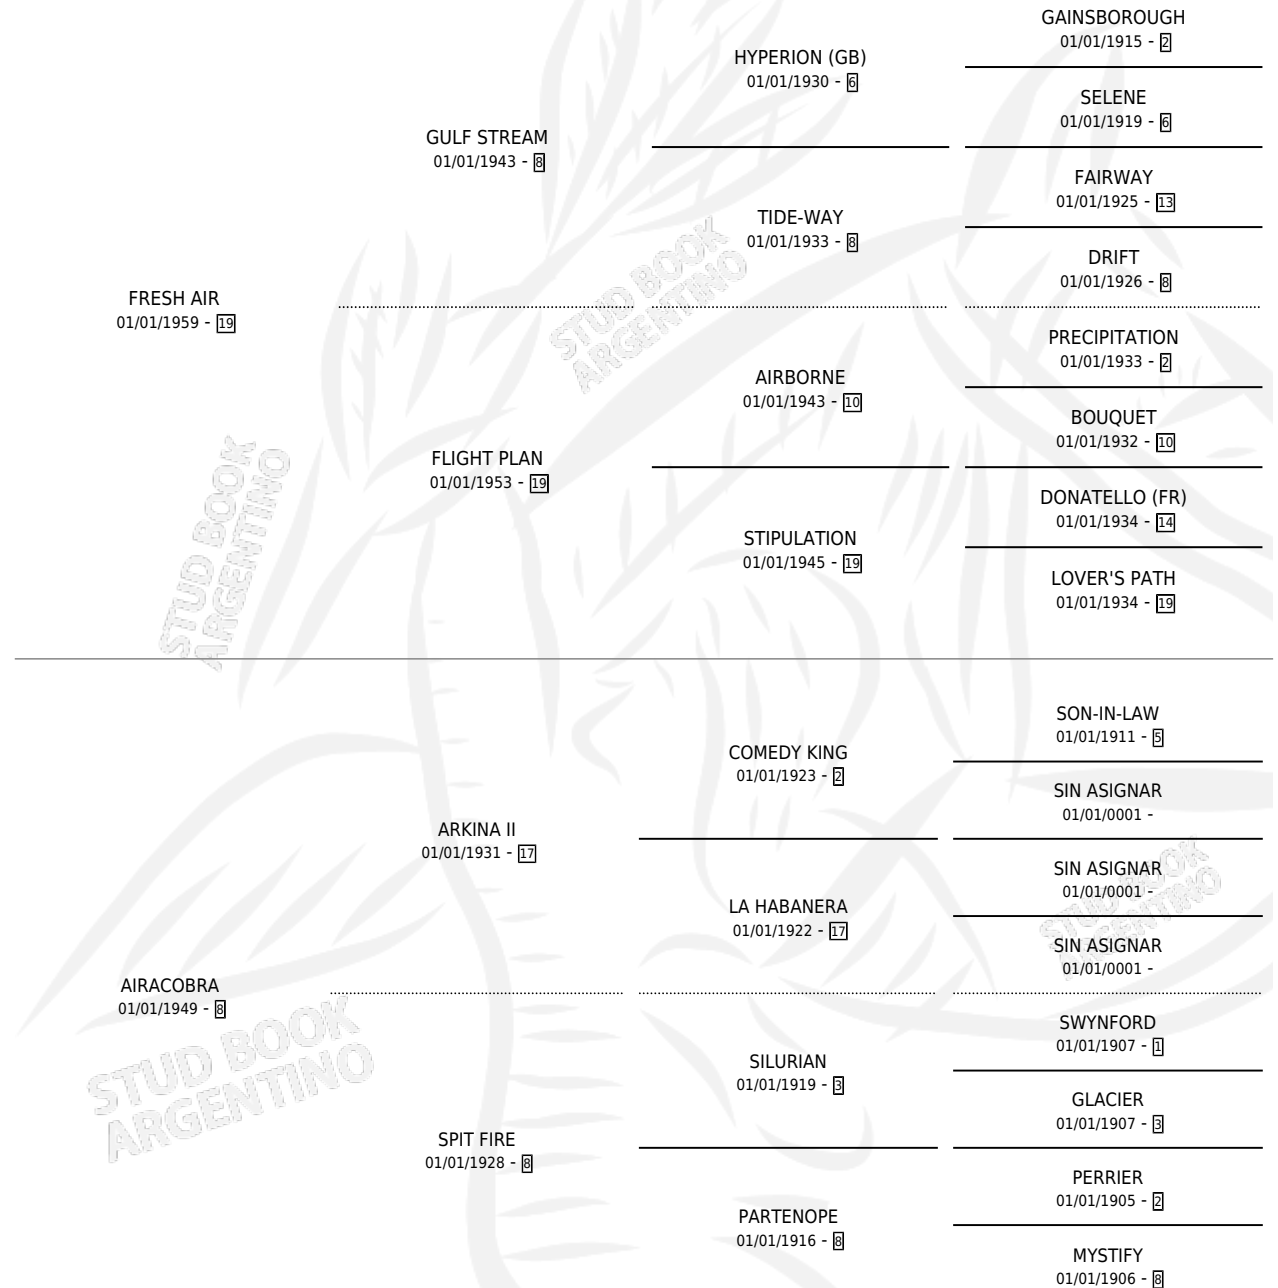 GAINSBOROUGH
01/01/1915 - 2
HYPERION (GB)
01/01/1930 - 6
SELENE
01/01/1919 - 6
GULF STREAM
01/01/1943 - 8
FAIRWAY
01/01/1925 - 13
TIDE-WAY
01/01/1933 - 8
DRIFT
01/01/1926 - 8
FRESH AIR
01/01/1959 - 19
PRECIPITATION
01/01/1933 - 2
AIRBORNE
01/01/1943 - 10
BOUQUET
01/01/1932 - 10
FLIGHT PLAN
01/01/1953 - 19
DONATELLO (FR)
01/01/1934 - 14
STIPULATION
01/01/1945 - 19
LOVER'S PATH
01/01/1934 - 19
SON-IN-LAW
01/01/1911 - 5
COMEDY KING
01/01/1923 - 2
SIN ASIGNAR
01/01/0001 -
ARKINA II
01/01/1931 - 17
SIN ASIGNAR
01/01/0001 -
LA HABANERA
01/01/1922 - 17
SIN ASIGNAR
01/01/0001 -
AIRACOBRA
01/01/1949 - 8
SWYNFORD
01/01/1907 - 1
SILURIAN
01/01/1919 - 3
GLACIER
01/01/1907 - 3
SPIT FIRE
01/01/1928 - 8
PERRIER
01/01/1905 - 2
PARTENOPE
01/01/1916 - 8
MYSTIFY
01/01/1906 - 8
STUD BOOK
ARGENTINO
STUD BOOK
ARGENTINO
STUD BOOK
ARGENTINO
STUD BOOK
ARGENTINO